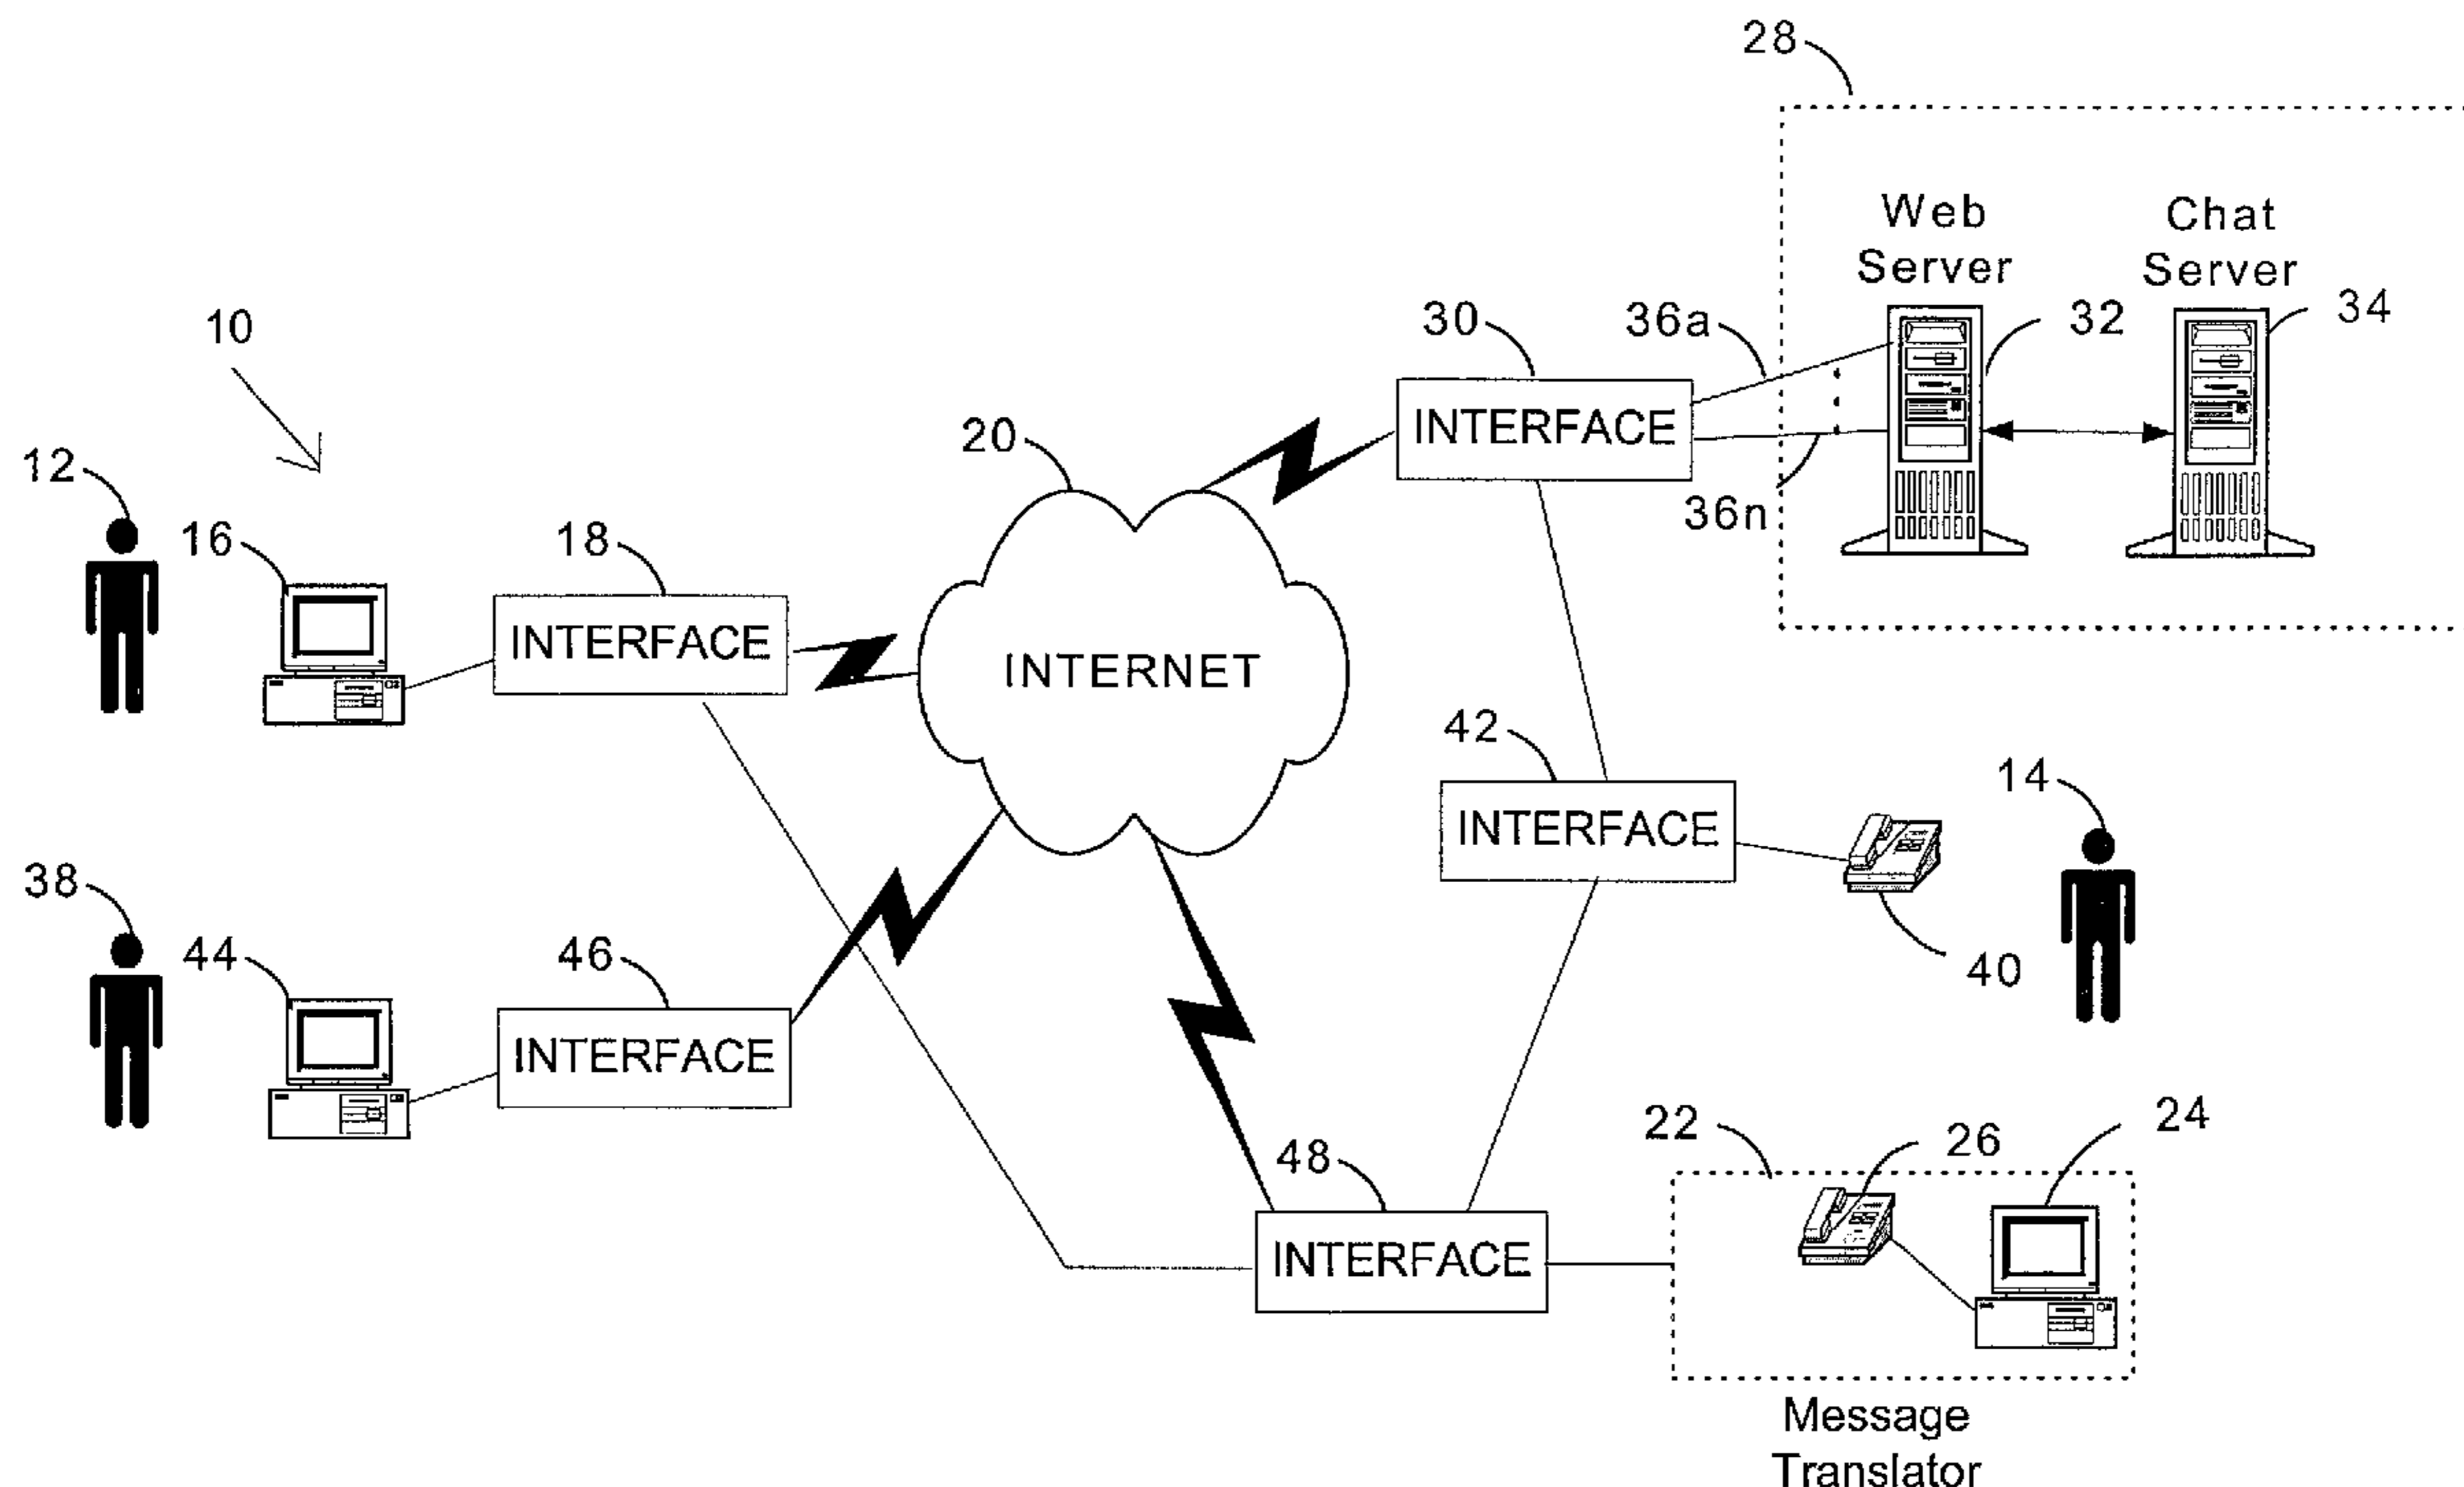 28
Web
Server
Chat
Server
10
30
36a
32
34
20
INTERFACE
12
16
18
36n
INTERFACE
INTERNET
42
14
INTERFACE
38
44
46
40
INTERFACE
22
26
24
48
INTERFACE
Message
Translator